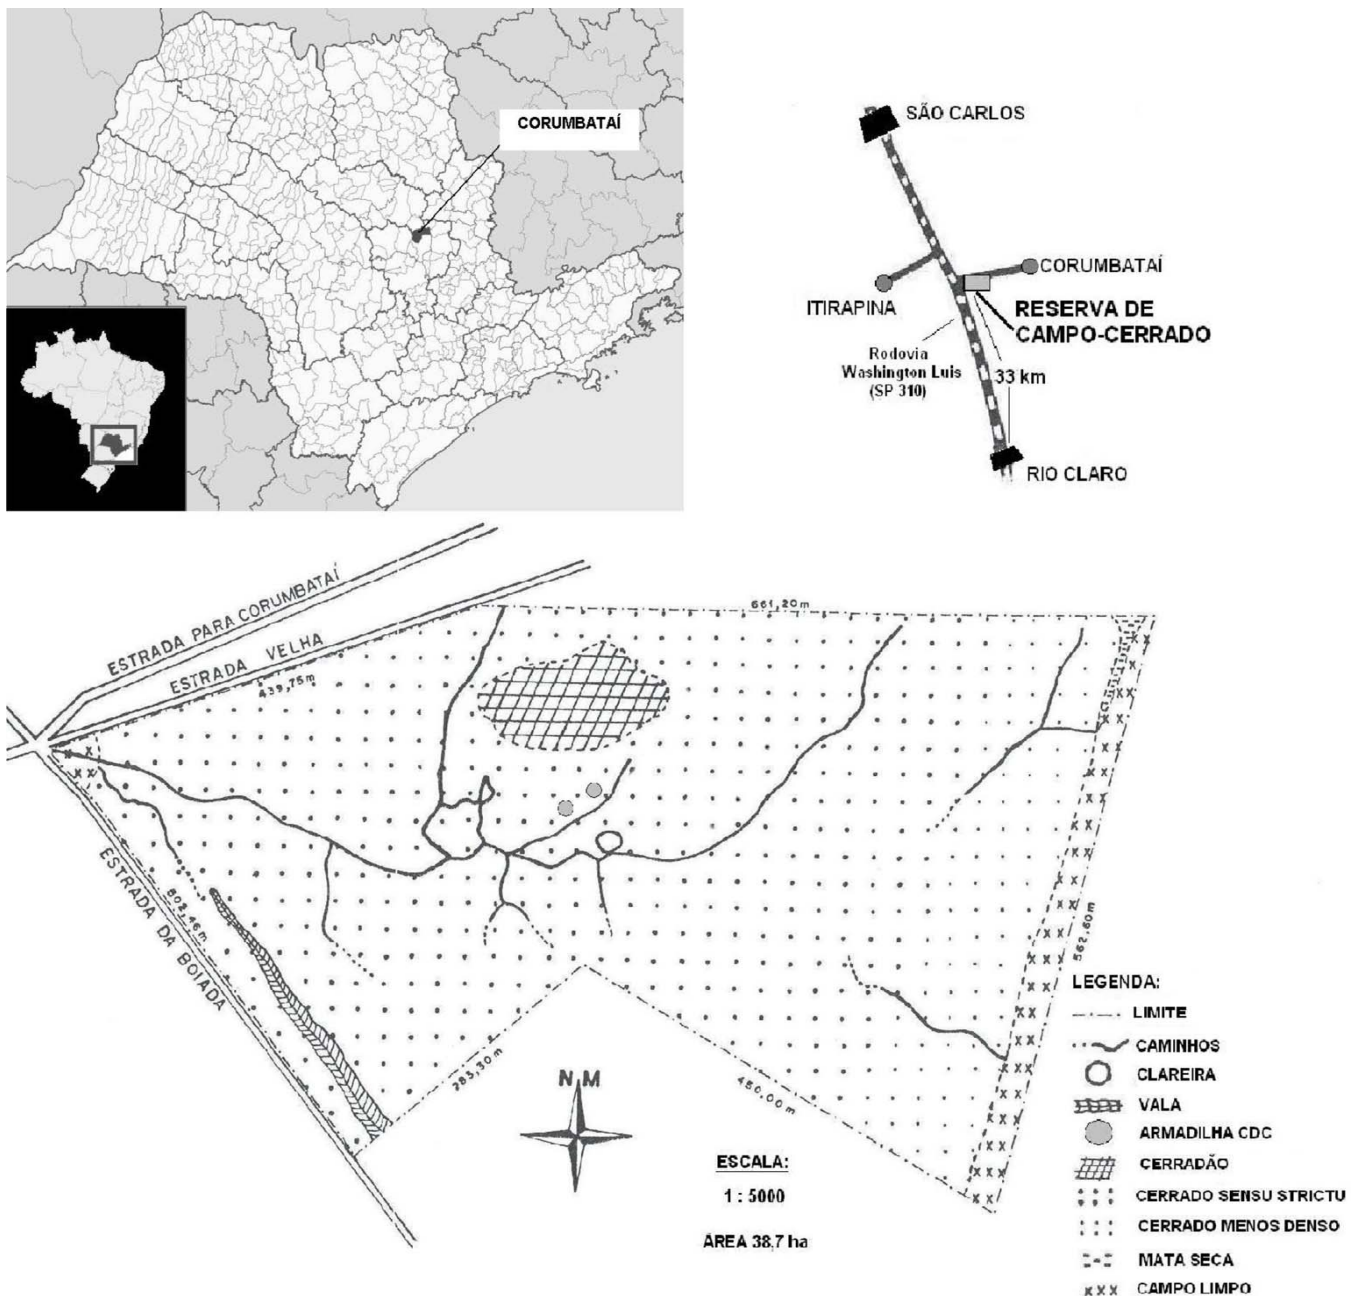 CORUMBATAÍ
SÃO CARLOS
CORUMBATAÍ
ITIRAPINA
RESERVA DE
CAMPO-CERRADO
Rodovia
Washington Luis
(SP 310)
33 km
RIO CLARO
ESTRADA PARA CORUMBATAÍ
ESTRADA VELHA
439,75m
661,20m
ESTRADA DA BOIADA
502,46m
283,30m
450,00m
562,60m
N M
ESCALA:
1 : 5000
ÁREA 38,7 ha
LEGENDA:
LIMITE
CAMINHOS
CLAREIRA
VALA
ARMADILHA CDC
CERRADÃO
CERRADO SENSU STRICTU
CERRADO MENOS DENSO
MATA SECA
CAMPO LIMPO